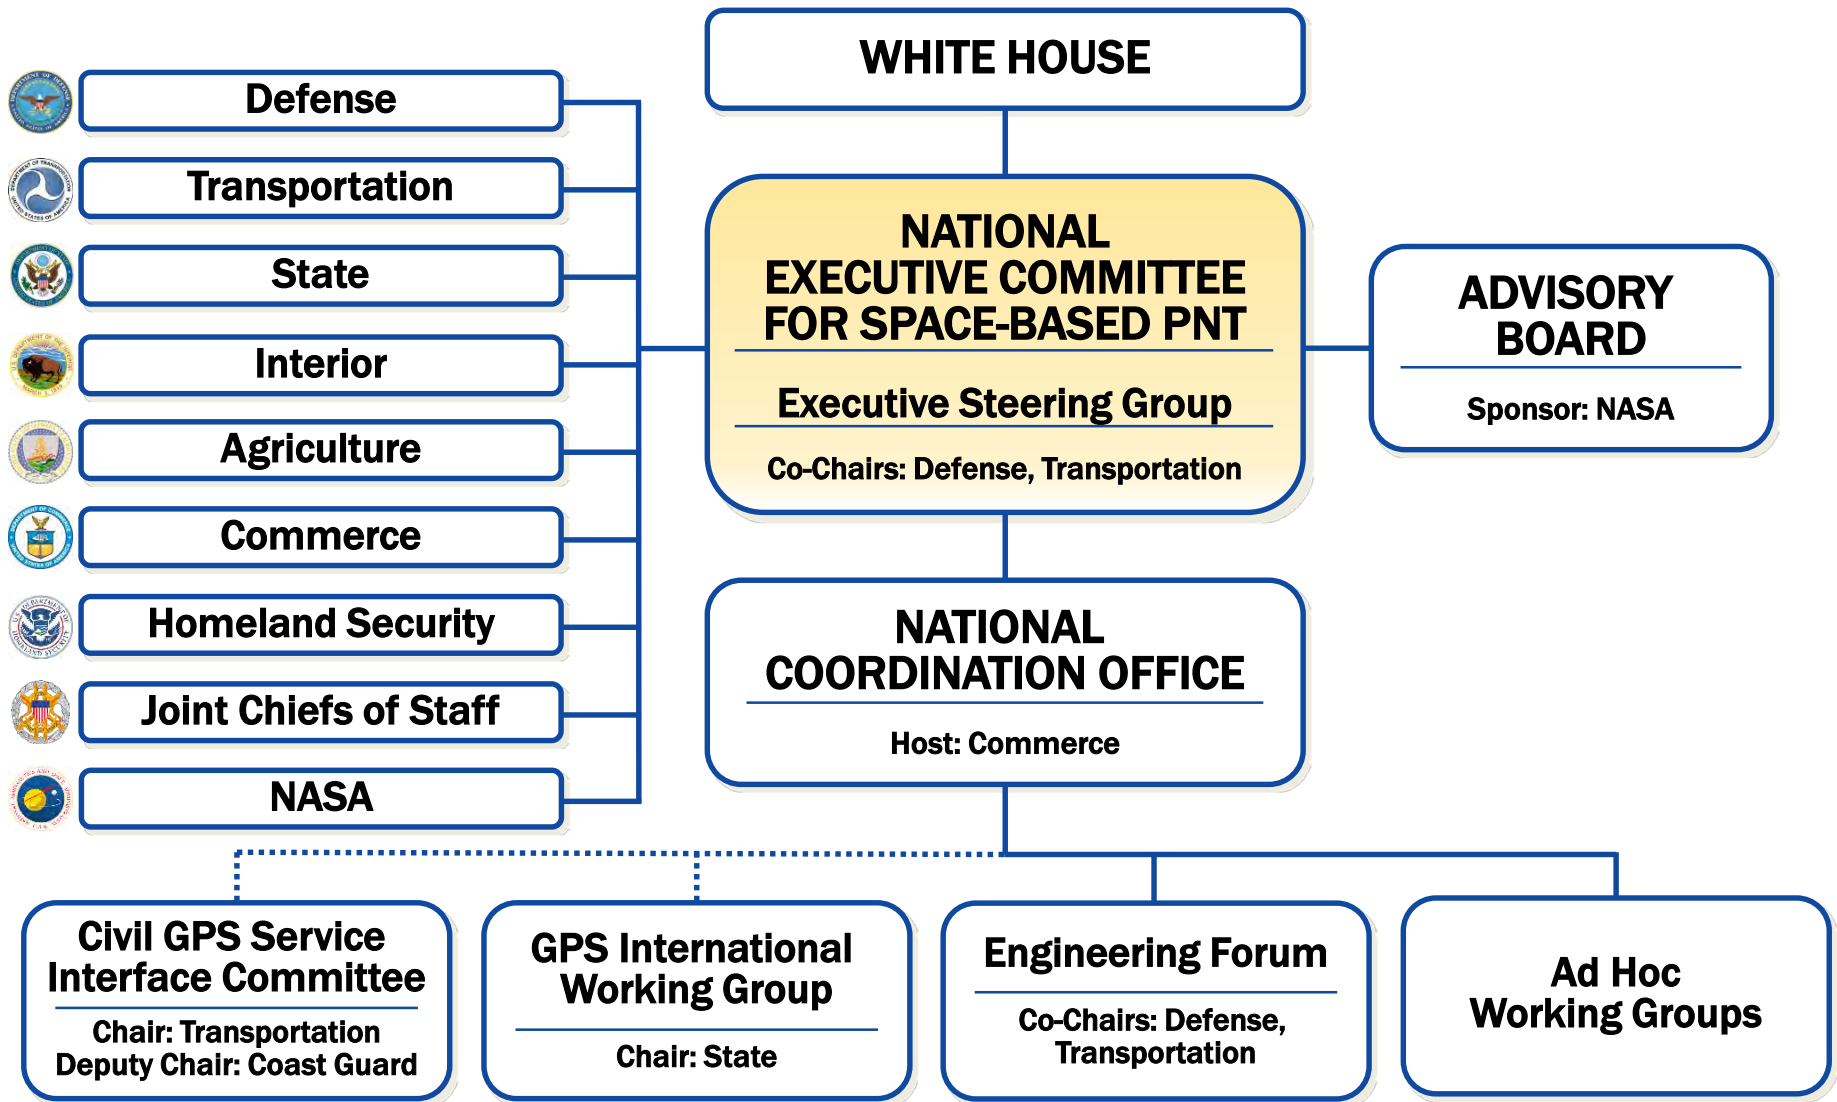 WHITE HOUSE
Defense
Transportation
State
Interior
Agriculture
Commerce
Homeland Security
Joint Chiefs of Staff
NASA
NATIONAL
EXECUTIVE COMMITTEE
FOR SPACE-BASED PNT
Executive Steering Group
Co-Chairs: Defense, Transportation
ADVISORY
BOARD
Sponsor: NASA
NATIONAL
COORDINATION OFFICE
Host: Commerce
Civil GPS Service
Interface Committee
Chair: Transportation
Deputy Chair: Coast Guard
GPS International
Working Group
Chair: State
Engineering Forum
Co-Chairs: Defense,
Transportation
Ad Hoc
Working Groups